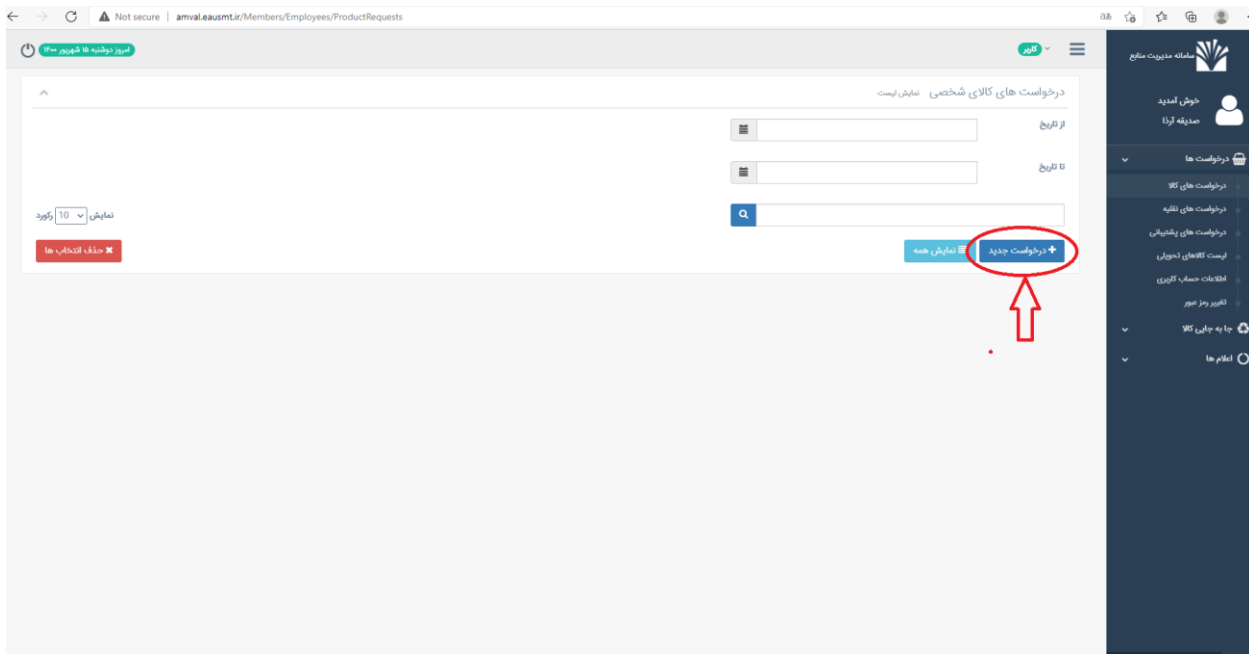 Not secure | amval.eausmt.ir/Members/Employees/ProductRequests
سامانه مدیریت منابع
خوش آمدید
صدیقه آرذا
درخواست ها
درخواست های کالا
درخواست های نقلیه
درخواست های پشتیبانی
لیست کالاهای تحویلی
اطلاعات حساب کاربری
تغییر رمز عبور
جا به جایی کالا
اعلام ها
کاربر
امروز دوشنبه ۱۵ شهریور ۱۴۰۰
درخواست های کالای شخصی نمایش لیست
از تاریخ
تا تاریخ
نمایش 10 رکورد
درخواست جدید
نمایش همه
حذف انتخاب ها